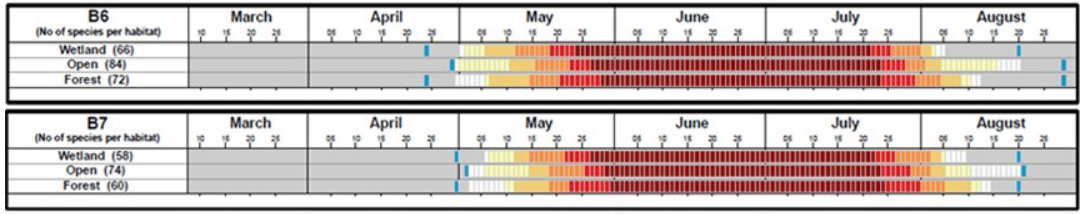 B6 March April May June July August
(No of species per habitat) 10 15 20 25 05 10 15 20 25 05 10 15 20 25 05 10 15 20 25 05 10 15 20 25 05 10 15 20 25
Wetland (66)
Open (84)
Forest (72)
B7 March April May June July August
(No of species per habitat) 10 15 20 25 05 10 15 20 25 05 10 15 20 25 05 10 15 20 25 05 10 15 20 25 05 10 15 20 25
Wetland (58)
Open (74)
Forest (60)